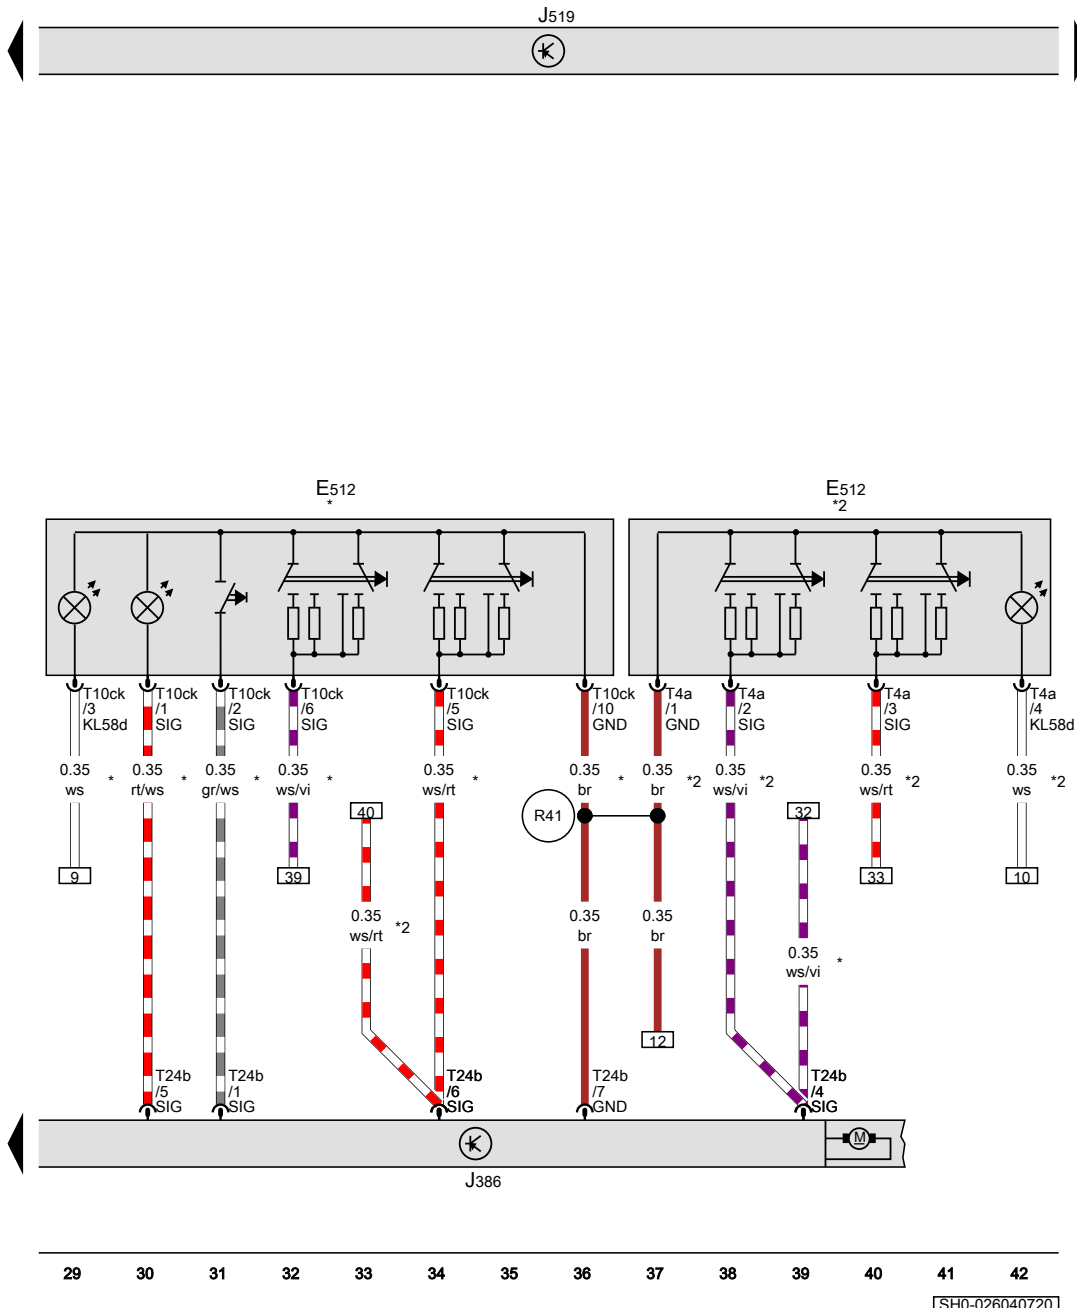 J519
E512
*
E512
*2
T10ck
/3
KL58d
T10ck
/1
SIG
T10ck
/2
SIG
T10ck
/6
SIG
T10ck
/5
SIG
T10ck
/10
GND
T4a
/1
GND
T4a
/2
SIG
T4a
/3
SIG
T4a
/4
KL58d
0.35
ws
*
0.35
rt/ws
*
0.35
gr/ws
*
0.35
ws/vi
*
0.35
ws/rt
*
0.35
br
*
0.35
br
*2
0.35
ws/vi
*2
0.35
ws/rt
*2
0.35
ws
*2
40
R41
32
9
39
33
10
0.35
ws/rt
*2
0.35
br
0.35
br
0.35
ws/vi
*
12
T24b
/5
SIG
T24b
/1
SIG
T24b
/6
SIG
T24b
/7
GND
T24b
/4
SIG
M
J386
29 30 31 32 33 34 35 36 37 38 39 40 41 42
SH0-026040720